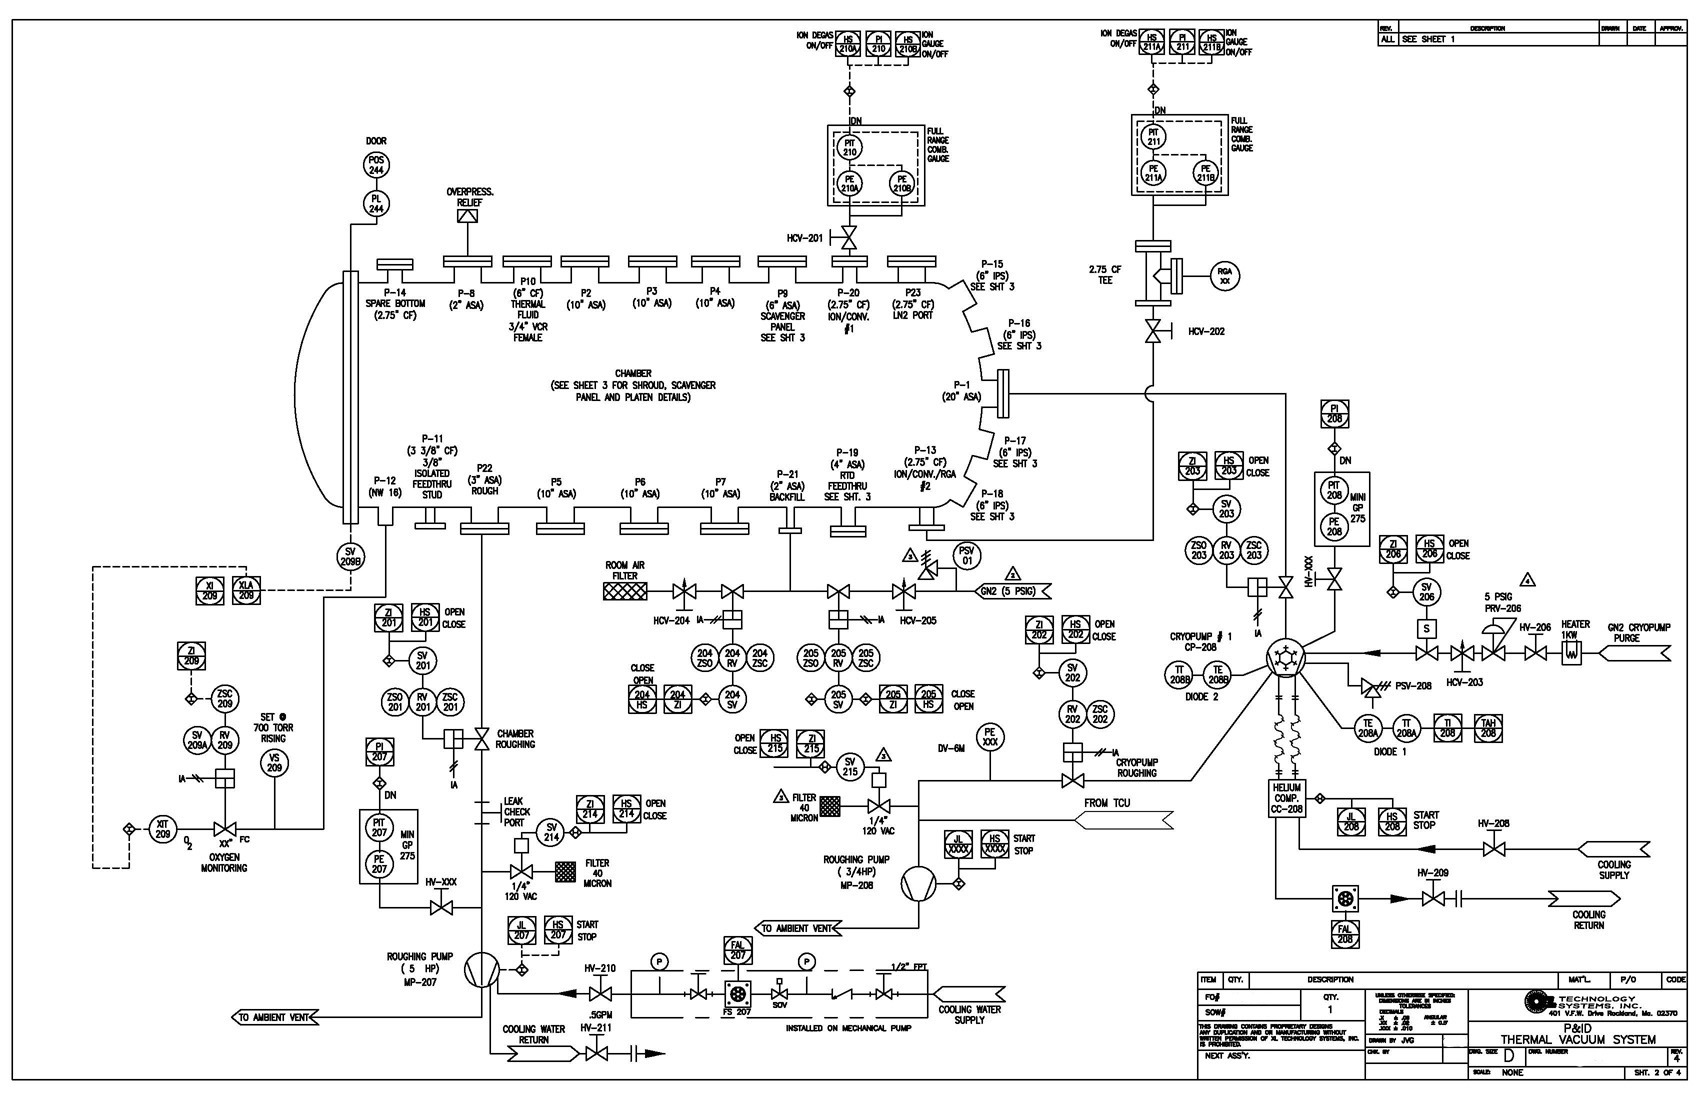 REV.
DESCRIPTION
DRAWN
DATE
APPROV.
ALL
SEE SHEET 1
ION DEGAS
ON/OFF
HS
210A
PI
210
HS
210B
ION
GAUGE
ON/OFF
DN
PIT
210
PE
210A
PE
210B
FULL
RANGE
COMB.
GAUGE
HCV-201
ION DEGAS
ON/OFF
HS
211A
PI
211
HS
211B
ION
GAUGE
ON/OFF
DN
PIT
211
PE
211A
PE
211B
FULL
RANGE
COMB.
GAUGE
2.75 CF
TEE
RGA
XX
HCV-202
DOOR
POS
244
PL
244
OVERPRESS.
RELIEF
P-14
SPARE BOTTOM
(2.75" CF)
P-8
(2" ASA)
P10
(6" CF)
THERMAL
FLUID
3/4" VCR
FEMALE
P2
(10" ASA)
P3
(10" ASA)
P4
(10" ASA)
P9
(6" ASA)
SCAVENGER
PANEL
SEE SHT 3
P-20
(2.75" CF)
ION/CONV.
#1
P23
(2.75" CF)
LN2 PORT
P-15
(6" IPS)
SEE SHT 3
P-16
(6" IPS)
SEE SHT 3
P-1
(20" ASA)
P-17
(6" IPS)
SEE SHT 3
P-18
(6" IPS)
SEE SHT 3
CHAMBER
(SEE SHEET 3 FOR SHROUD, SCAVENGER
PANEL AND PLATEN DETAILS)
P-12
(NW 16)
P-11
(3 3/8" CF)
3/8"
ISOLATED
FEEDTHRU
STUD
P22
(3" ASA)
ROUGH
P5
(10" ASA)
P6
(10" ASA)
P7
(10" ASA)
P-21
(2" ASA)
BACKFILL
P-19
(4" ASA)
RTD
FEEDTHRU
SEE SHT. 3
P-13
(2.75" CF)
ION/CONV./RGA
#2
SV
209B
XI
209
XLA
209
ZI
209
ZSC
209
SV
209A
RV
209
SET @
700 TORR
RISING
VS
209
IA
XIT
209
O2
XX"
FC
OXYGEN
MONITORING
ZI
201
HS
201
OPEN
CLOSE
SV
201
ZSO
201
RV
201
ZSC
201
IA
CHAMBER
ROUGHING
PI
207
DN
PIT
207
PE
207
MIN
GP
275
HV-XXX
LEAK
CHECK
PORT
ZI
214
HS
214
OPEN
CLOSE
SV
214
1/4"
120 VAC
FILTER
40
MICRON
JL
207
HS
207
START
STOP
ROUGHING PUMP
( 5 HP)
MP-207
TO AMBIENT VENT
HV-210
.5GPM
HV-211
COOLING WATER
RETURN
P
FAL
207
FS 207
SOV
P
1/2" FPT
INSTALLED ON MECHANICAL PUMP
COOLING WATER
SUPPLY
ROOM AIR
FILTER
HCV-204
IA
204
ZSO
204
RV
204
ZSC
CLOSE
OPEN
204
HS
204
ZI
204
SV
IA
HCV-205
205
ZSO
205
RV
205
ZSC
205
SV
205
ZI
205
HS
CLOSE
OPEN
3
PSV
01
2
GN2 (5 PSIG)
ZI
202
HS
202
OPEN
CLOSE
SV
202
RV
202
ZSC
202
IA
CRYOPUMP
ROUGHING
PE
XXX
DV-6M
OPEN
CLOSE
HS
215
ZI
215
SV
215
3
3
FILTER
40
MICRON
1/4"
120 VAC
FROM TCU
JL
XXXX
HS
XXXX
START
STOP
ROUGHING PUMP
( 3/4HP)
MP-208
TO AMBIENT VENT
ZI
203
HS
203
OPEN
CLOSE
SV
203
ZSO
203
RV
203
ZSC
203
IA
PI
208
DN
PIT
208
PE
208
MINI
GP
275
HV-XXX
ZI
206
HS
206
OPEN
CLOSE
SV
206
S
4
5 PSIG
PRV-206
HV-206
HEATER
1KW
GN2 CRYOPUMP
PURGE
HCV-203
CRYOPUMP # 1
CP-208
TT
208B
TE
208B
DIODE 2
PSV-208
TE
208A
TT
208A
TI
208
TAH
208
DIODE 1
HELIUM
COMP.
CC-208
JL
208
HS
208
START
STOP
HV-208
COOLING
SUPPLY
HV-209
FAL
208
COOLING
RETURN
ITEM
QTY.
DESCRIPTION
MAT'L.
P/O
CODE
FO#
SOW#
QTY.
1
UNLESS OTHERWISE SPECIFIED:
DIMENSIONS ARE IN INCHES
TOLERANCES
DECIMALS
ANGULAR
THIS DRAWING CONTAINS PROPRIETARY DESIGNS
ANY DUPLICATION AND OR MANUFACTURING WITHOUT
WRITTEN PERMISSION OF XL TECHNOLOGY SYSTEMS, INC.
IS PROHIBITED.
NEXT ASS'Y.
DRAWN BY JVG
CHK. BY
TECHNOLOGY
SYSTEMS, INC.
401 V.F.W. Drive Rockland, Ma. 02370
P&ID
THERMAL VACUUM SYSTEM
DWG. SIZE
D
DWG. NUMBER
REV.
4
SCALE: NONE
SHT. 2 OF 4